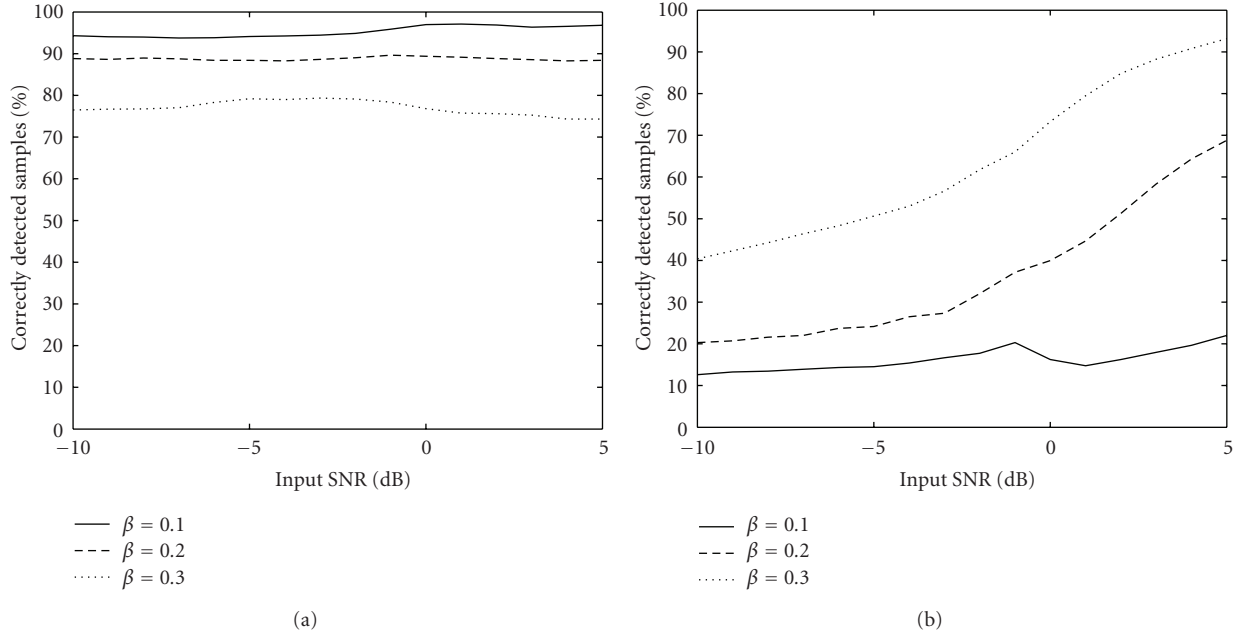 100
90
80
70
60
50
40
30
20
10
0
Correctly detected samples (%)
−10
−5
0
5
Input SNR (dB)
β = 0.1
β = 0.2
β = 0.3
(a)
100
90
80
70
60
50
40
30
20
10
0
Correctly detected samples (%)
−10
−5
0
5
Input SNR (dB)
β = 0.1
β = 0.2
β = 0.3
(b)